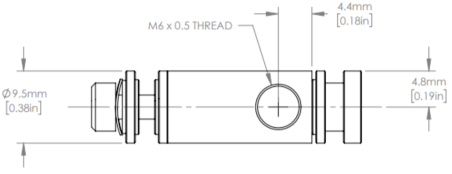 4.4mm
[0.18in]
M6 x 0.5 THREAD
Ø9.5mm
[0.38in]
4.8mm
[0.19in]